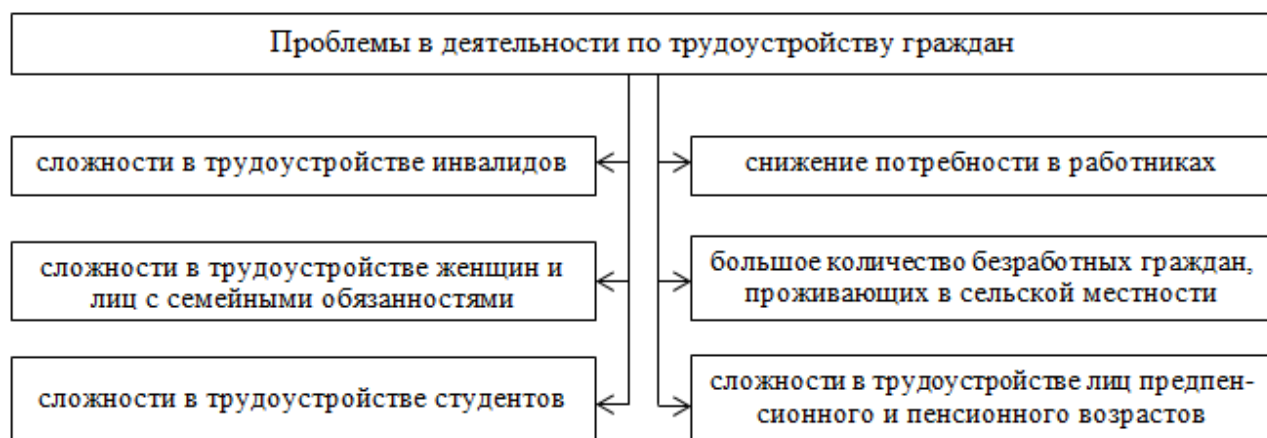 Проблемы в деятельности по трудоустройству граждан
сложности в трудоустройстве инвалидов
снижение потребности в работниках
сложности в трудоустройстве женщин и
лиц с семейными обязанностями
большое количество безработных граждан,
проживающих в сельской местности
сложности в трудоустройстве студентов
сложности в трудоустройстве лиц предпен-
сионного и пенсионного возрастов